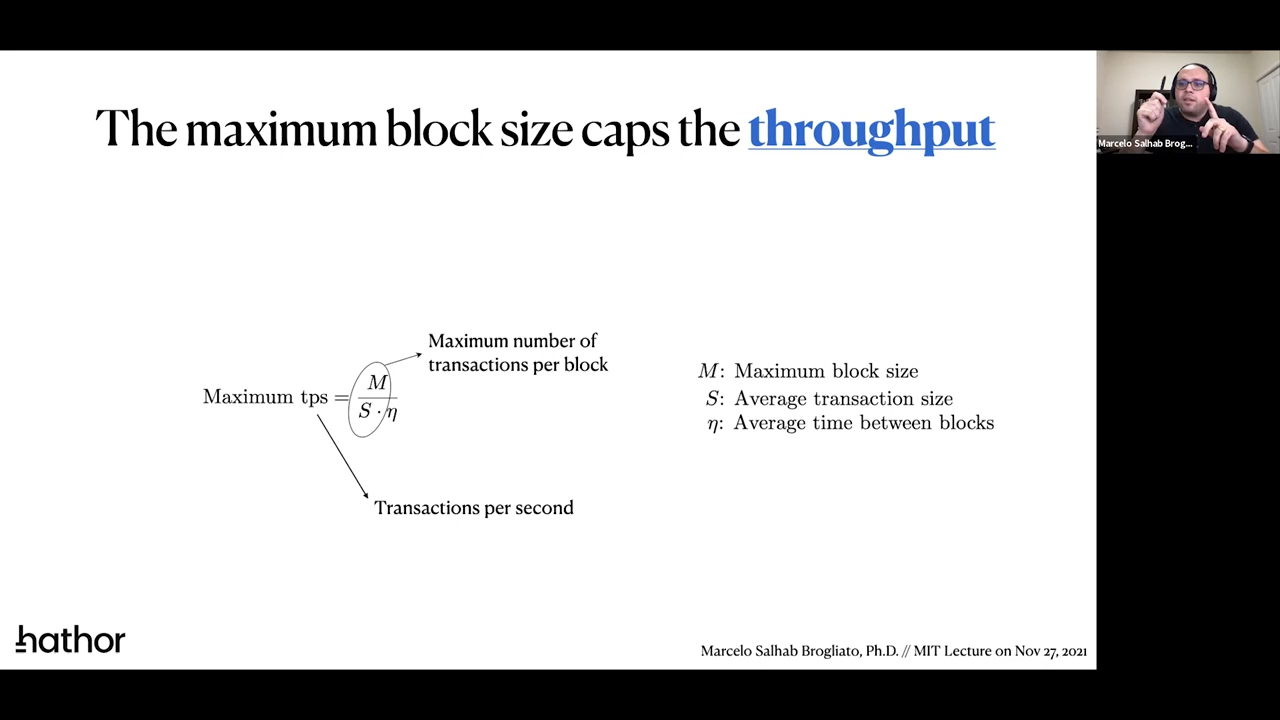 The maximum block size caps the throughput
Marcelo Salhab Brog...
Maximum number of
transactions per block
Maximum tps = M / S · η
Transactions per second
M: Maximum block size
S: Average transaction size
η: Average time between blocks
hathor
Marcelo Salhab Brogliato, Ph.D. // MIT Lecture on Nov 27, 2021